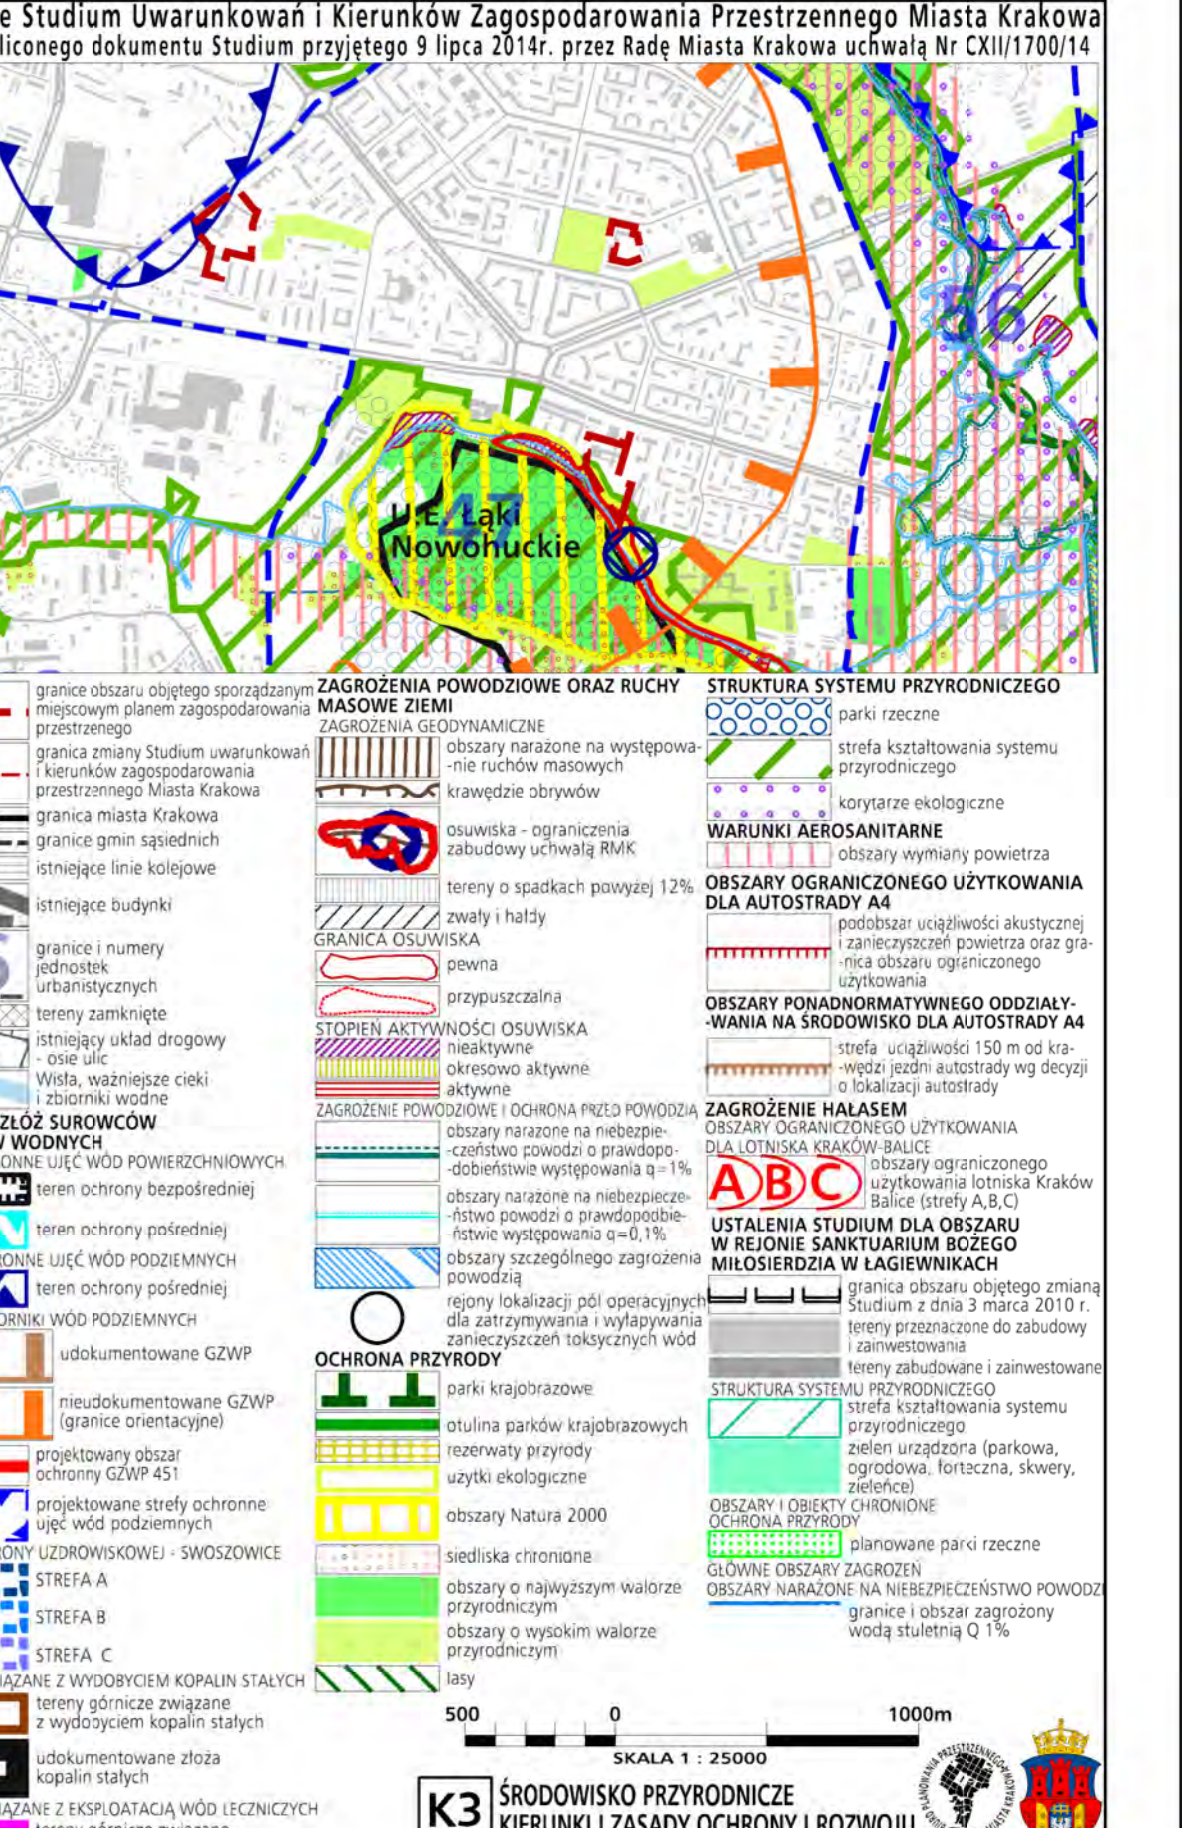 e Studium Uwarunkowań i Kierunków Zagospodarowania Przestrzennego Miasta Krakowa
liconego dokumentu Studium przyjętego 9 lipca 2014r. przez Radę Miasta Krakowa uchwałą Nr CXII/1700/14
56
47
U.E. Łąki
Nowohuckie
granice obszaru objętego sporządzanym
miejscowym planem zagospodarowania
przestrzenego
granica zmiany Studium uwarunkowań
i kierunków zagospodarowania
przestrzennego Miasta Krakowa
granica miasta Krakowa
granice gmin sąsiednich
istniejące linie kolejowe
istniejące budynki
granice i numery
jednostek
urbanistycznych
tereny zamknięte
istniejący układ drogowy
- osie ulic
Wisła, ważniejsze cieki
i zbiorniki wodne
ZŁÓŻ SUROWCÓW
W WODNYCH
ONNE UJĘĆ WÓD POWIERZCHNIOWYCH
teren ochrony bezpośredniej
teren ochrony pośredniej
RONNE UJĘĆ WÓD PODZIEMNYCH
teren ochrony pośredniej
ORNIKI WÓD PODZIEMNYCH
udokumentowane GZWP
nieudokumentowane GZWP
(granice orientacyjne)
projektowany obszar
ochronny GZWP 451
projektowane strefy ochronne
ujęć wód podziemnych
RONY UZDROWISKOWEJ - SWOSZOWICE
STREFA A
STREFA B
STREFA C
IĄZANE Z WYDOBYCIEM KOPALIN STAŁYCH
tereny górnicze związane
z wydobyciem kopalin stałych
udokumentowane złoża
kopalin stałych
IĄZANE Z EKSPLOATACJĄ WÓD LECZNICZYCH
tereny górnicze związane
ZAGROŻENIA POWODZIOWE ORAZ RUCHY
MASOWE ZIEMI
ZAGROŻENIA GEODYNAMICZNE
obszary narażone na występowa-
-nie ruchów masowych
krawędzie obrywów
osuwiska - ograniczenia
zabudowy uchwałą RMK
tereny o spadkach powyżej 12%
zwały i hałdy
GRANICA OSUWISKA
pewna
przypuszczalna
STOPIEŃ AKTYWNOŚCI OSUWISKA
nieaktywne
okresowo aktywne
aktywne
ZAGROŻENIE POWODZIOWE I OCHRONA PRZED POWODZIĄ
obszary narażone na niebezpie-
-czeństwo powodzi o prawdopo-
-dobieństwie występowania q=1%
obszary narażone na niebezpiecze-
-ństwo powodzi o prawdopodbie-
-ństwie występowania q=0,1%
obszary szczególnego zagrożenia
powodzią
rejony lokalizacji pól operacyjnych
dla zatrzymywania i wyłapywania
zanieczyszczeń toksycznych wód
OCHRONA PRZYRODY
parki krajobrazowe
otulina parków krajobrazowych
rezerwaty przyrody
użytki ekologiczne
obszary Natura 2000
siedliska chronione
obszary o najwyższym walorze
przyrodniczym
obszary o wysokim walorze
przyrodniczym
lasy
STRUKTURA SYSTEMU PRZYRODNICZEGO
parki rzeczne
strefa kształtowania systemu
przyrodniczego
korytarze ekologiczne
WARUNKI AEROSANITARNE
obszary wymiany powietrza
OBSZARY OGRANICZONEGO UŻYTKOWANIA
DLA AUTOSTRADY A4
podobszar uciążliwości akustycznej
i zanieczyszczeń powietrza oraz gra-
-nica obszaru ograniczonego
użytkowania
OBSZARY PONADNORMATYWNEGO ODDZIAŁY-
-WANIA NA ŚRODOWISKO DLA AUTOSTRADY A4
strefa uciążliwości 150 m od kra-
-wędzi jezdni autostrady wg decyzji
o lokalizacji autostrady
ZAGROŻENIE HAŁASEM
OBSZARY OGRANICZONEGO UŻYTKOWANIA
DLA LOTNISKA KRAKÓW-BALICE
A B C
obszary ograniczonego
użytkowania lotniska Kraków
Balice (strefy A,B,C)
USTALENIA STUDIUM DLA OBSZARU
W REJONIE SANKTUARIUM BOŻEGO
MIŁOSIERDZIA W ŁAGIEWNIKACH
granica obszaru objętego zmianą
Studium z dnia 3 marca 2010 r.
tereny przeznaczone do zabudowy
i zainwestowania
tereny zabudowane i zainwestowane
STRUKTURA SYSTEMU PRZYRODNICZEGO
strefa kształtowania systemu
przyrodniczego
zieleń urządzona (parkowa,
ogrodowa, forteczna, skwery,
zieleńce)
OBSZARY I OBIEKTY CHRONIONE
OCHRONA PRZYRODY
planowane parki rzeczne
GŁÓWNE OBSZARY ZAGROŻEŃ
OBSZARY NARAŻONE NA NIEBEZPIECZEŃSTWO POWODZI
granice i obszar zagrożony
wodą stuletnią Q 1%
500 0 1000m
SKALA 1 : 25000
K3
ŚRODOWISKO PRZYRODNICZE
KIERUNKI I ZASADY OCHRONY I ROZWOJU